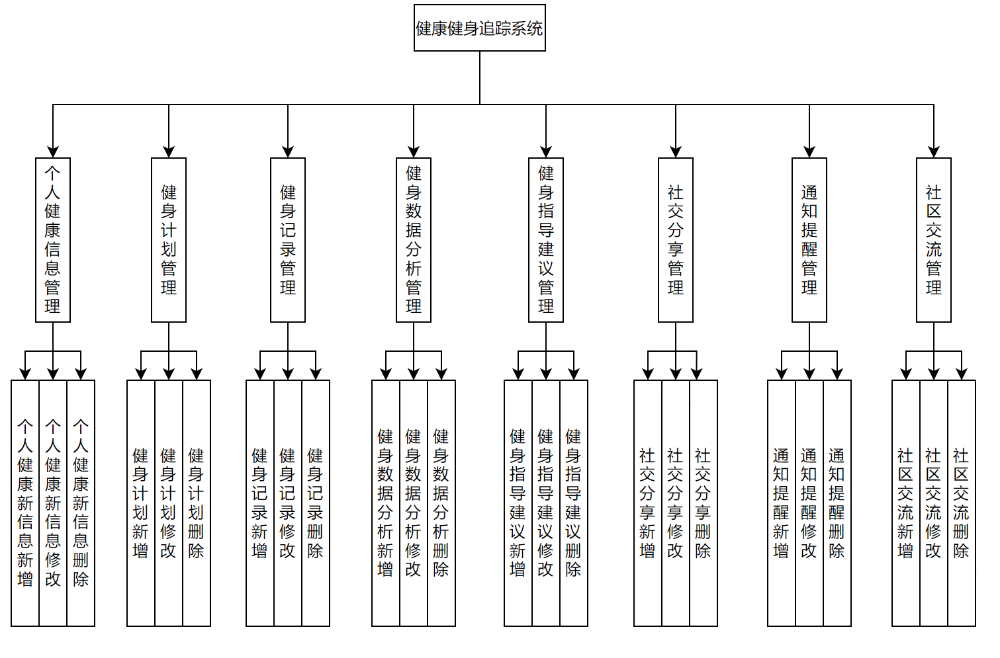 健康健身追踪系统
个人健康信息管理
健身计划管理
健身记录管理
健身数据分析管理
健身指导建议管理
社交分享管理
通知提醒管理
社区交流管理
个人健康新信息新增
个人健康新信息修改
个人健康新信息删除
健身计划新增
健身计划修改
健身计划删除
健身记录新增
健身记录修改
健身记录删除
健身数据分析新增
健身数据分析修改
健身数据分析删除
健身指导建议新增
健身指导建议修改
健身指导建议删除
社交分享新增
社交分享修改
社交分享删除
通知提醒新增
通知提醒修改
通知提醒删除
社区交流新增
社区交流修改
社区交流删除